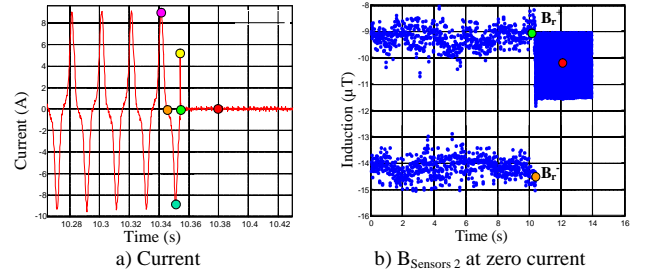 8
6
4
2
0
-2
-4
-6
-8
-10
Current (A)
10.28 10.3 10.32 10.34 10.36 10.38 10.4 10.42
Time (s)
a) Current
-8
-9
-10
-11
-12
-13
-14
-15
-16
Induction (µT)
Br+
Br-
0 2 4 6 8 10 12 14 16
Time (s)
b) BSensors 2 at zero current